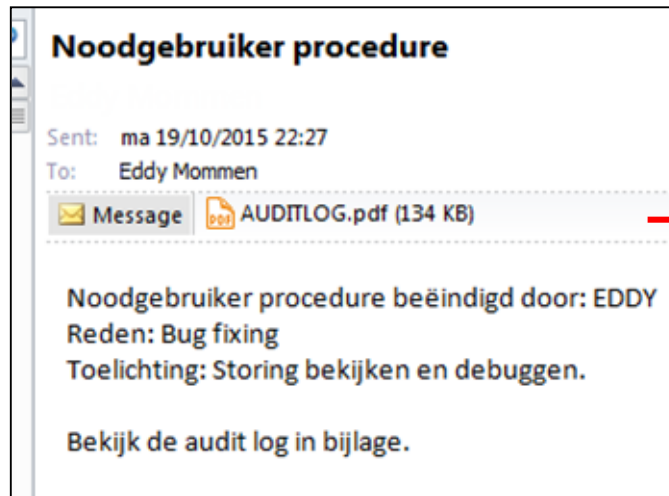 Noodgebruiker procedure
Sent: ma 19/10/2015 22:27
To: Eddy Mommen
Message AUDITLOG.pdf (134 KB)
Noodgebruiker procedure beëindigd door: EDDY
Reden: Bug fixing
Toelichting: Storing bekijken en debuggen.
Bekijk de audit log in bijlage.